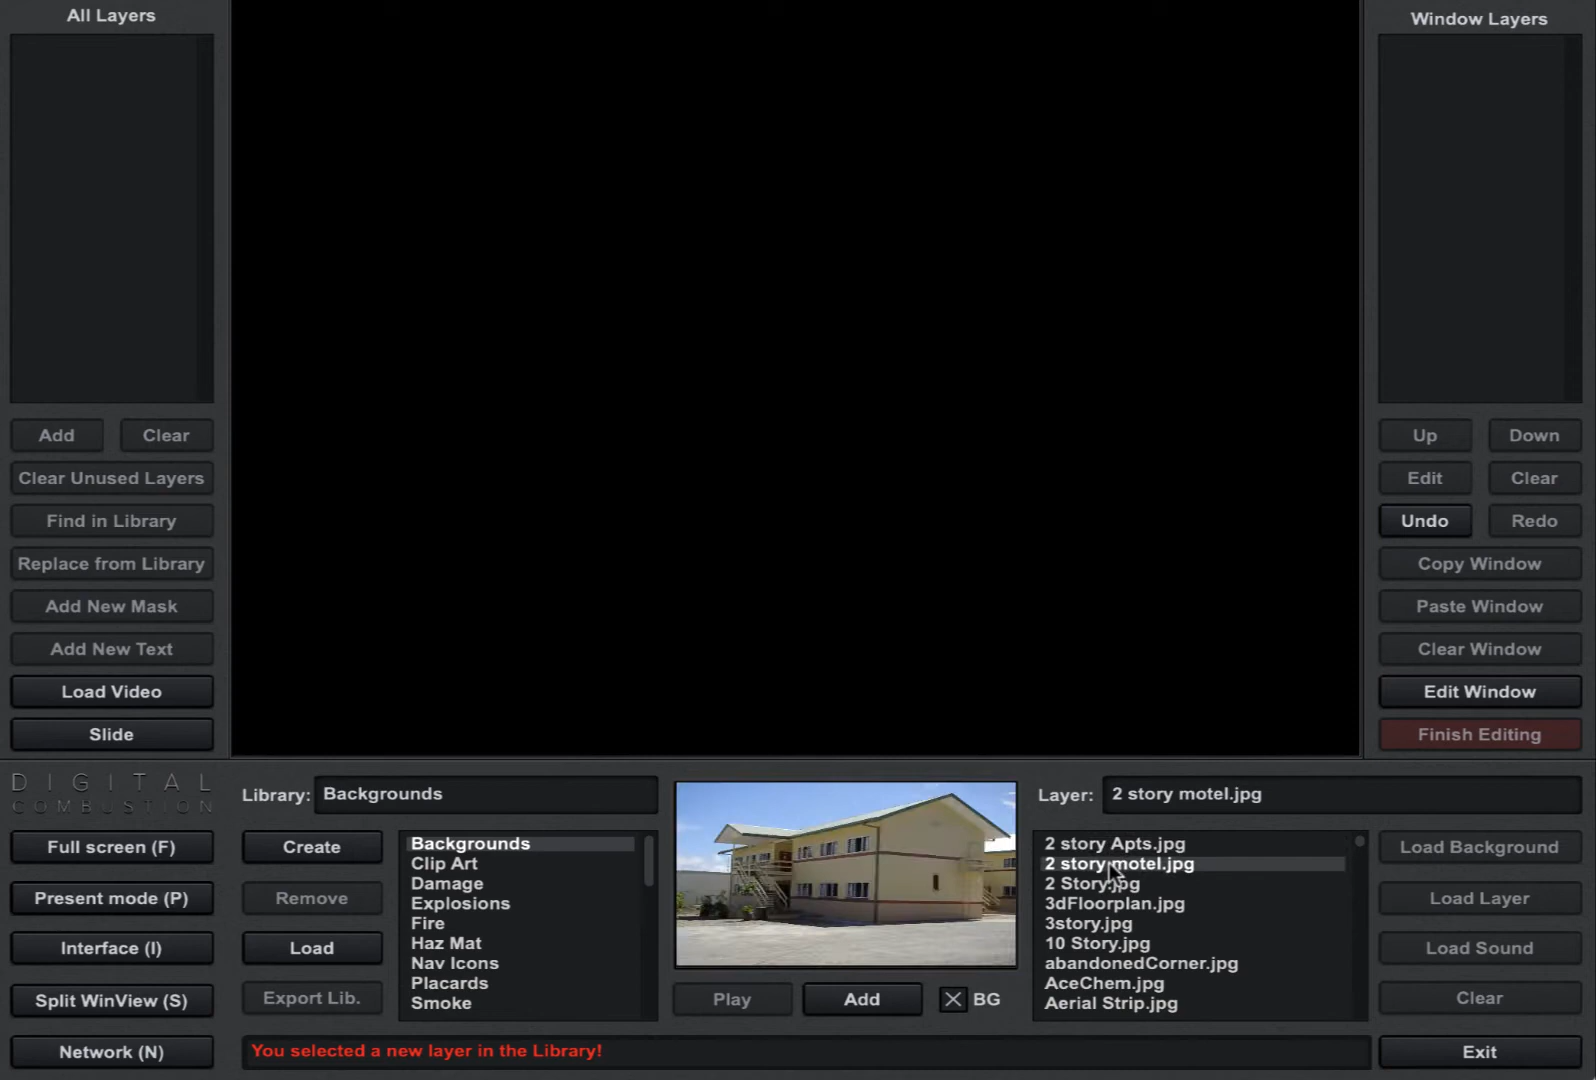 All Layers
Window Layers
Add
Clear
Clear Unused Layers
Find in Library
Replace from Library
Add New Mask
Add New Text
Load Video
Slide
Up
Down
Edit
Clear
Undo
Redo
Copy Window
Paste Window
Clear Window
Edit Window
Finish Editing
DIGITAL
COMBUSTION
Full screen (F)
Present mode (P)
Interface (I)
Split WinView (S)
Network (N)
Library: Backgrounds
Create
Remove
Load
Export Lib.
Backgrounds
Clip Art
Damage
Explosions
Fire
Haz Mat
Nav Icons
Placards
Smoke
Play
Add
BG
Layer: 2 story motel.jpg
2 story Apts.jpg
2 story motel.jpg
2 Story.jpg
3dFloorplan.jpg
3story.jpg
10 Story.jpg
abandonedCorner.jpg
AceChem.jpg
Aerial Strip.jpg
Load Background
Load Layer
Load Sound
Clear
You selected a new layer in the Library!
Exit